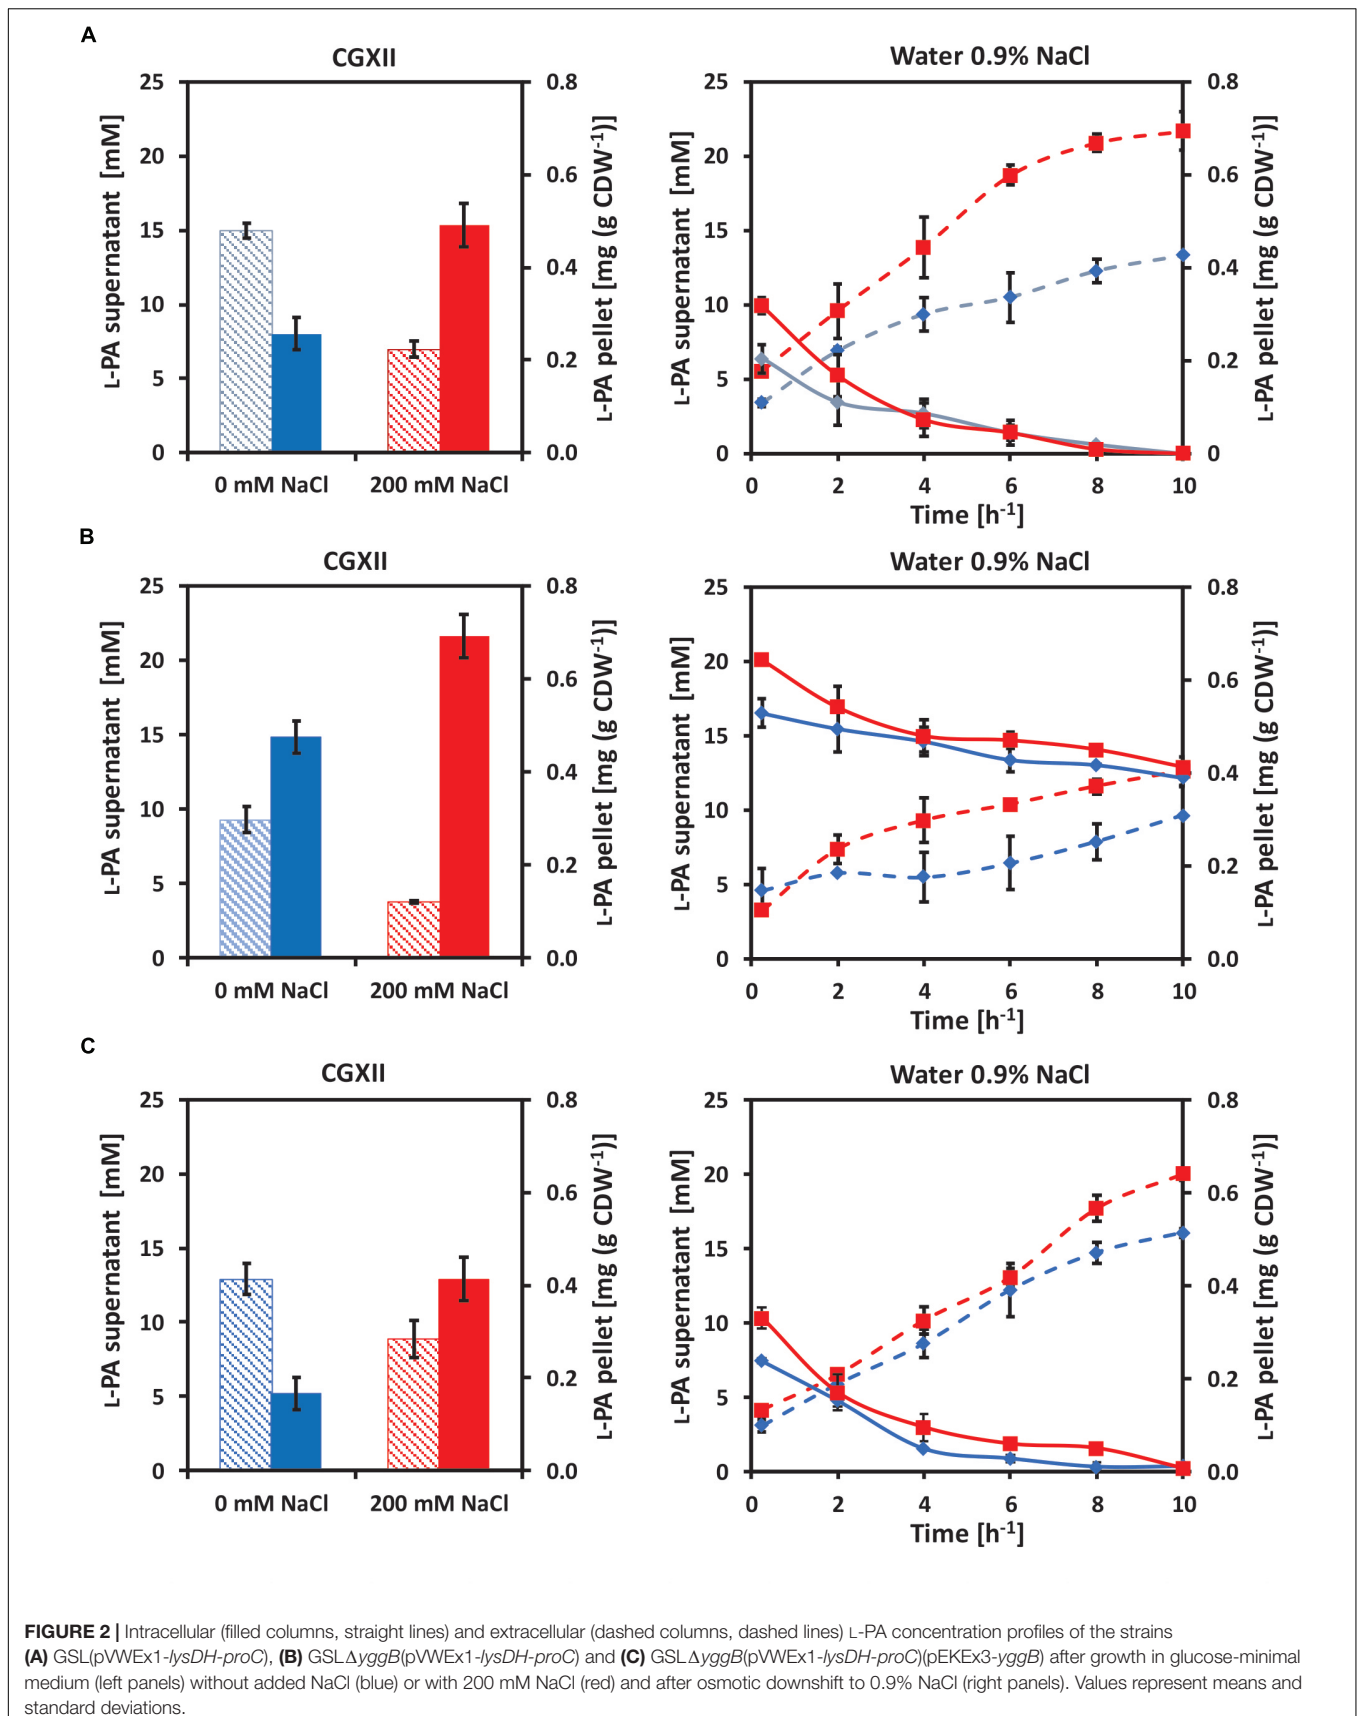 A
CGXII
Water 0.9% NaCl
L-PA supernatant [mM]
25
20
15
10
5
0
0.8
0.6
0.4
0.2
0.0
L-PA pellet [mg (g CDW-1)]
0 mM NaCl
200 mM NaCl
L-PA supernatant [mM]
25
20
15
10
5
0
0.8
0.6
0.4
0.2
0
L-PA pellet [mg (g CDW-1)]
0 2 4 6 8 10
Time [h-1]
B
CGXII
Water 0.9% NaCl
L-PA supernatant [mM]
25
20
15
10
5
0
0.8
0.6
0.4
0.2
0.0
L-PA pellet [mg (g CDW-1)]
0 mM NaCl
200 mM NaCl
L-PA supernatant [mM]
25
20
15
10
5
0
0.8
0.6
0.4
0.2
0.0
L-PA pellet [mg (g CDW-1)]
0 2 4 6 8 10
Time [h-1]
C
CGXII
Water 0.9% NaCl
L-PA supernatant [mM]
25
20
15
10
5
0
0.8
0.6
0.4
0.2
0.0
L-PA pellet [mg (g CDW-1)]
0 mM NaCl
200 mM NaCl
L-PA supernatant [mM]
25
20
15
10
5
0
0.8
0.6
0.4
0.2
0.0
L-PA pellet [mg (g CDW-1)]
0 2 4 6 8 10
Time [h-1]
FIGURE 2 | Intracellular (filled columns, straight lines) and extracellular (dashed columns, dashed lines) L-PA concentration profiles of the strains
(A) GSL(pVWEx1-lysDH-proC), (B) GSLΔyggB(pVWEx1-lysDH-proC) and (C) GSLΔyggB(pVWEx1-lysDH-proC)(pEKEx3-yggB) after growth in glucose-minimal
medium (left panels) without added NaCl (blue) or with 200 mM NaCl (red) and after osmotic downshift to 0.9% NaCl (right panels). Values represent means and
standard deviations.